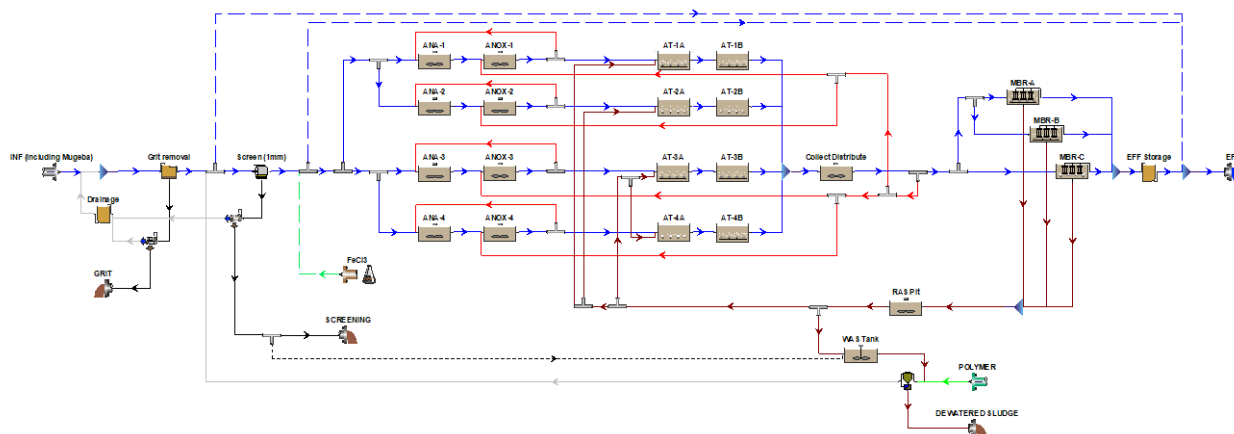 ANA-1
ANOX-1
AT-1A
AT-1B
MBR-A
ANA-2
ANOX-2
AT-2A
AT-2B
MBR-B
INF (Including Mugeba)
Grit removal
Screen (1mm)
ANA-3
ANOX-3
AT-3A
AT-3B
Collect Distribute
MBR-C
EFF Storage
Drainage
ANA-4
ANOX-4
AT-4A
AT-4B
GRIT
FeCl3
RAS Pit
SCREENING
WAS Tank
POLYMER
DEWATERED SLUDGE